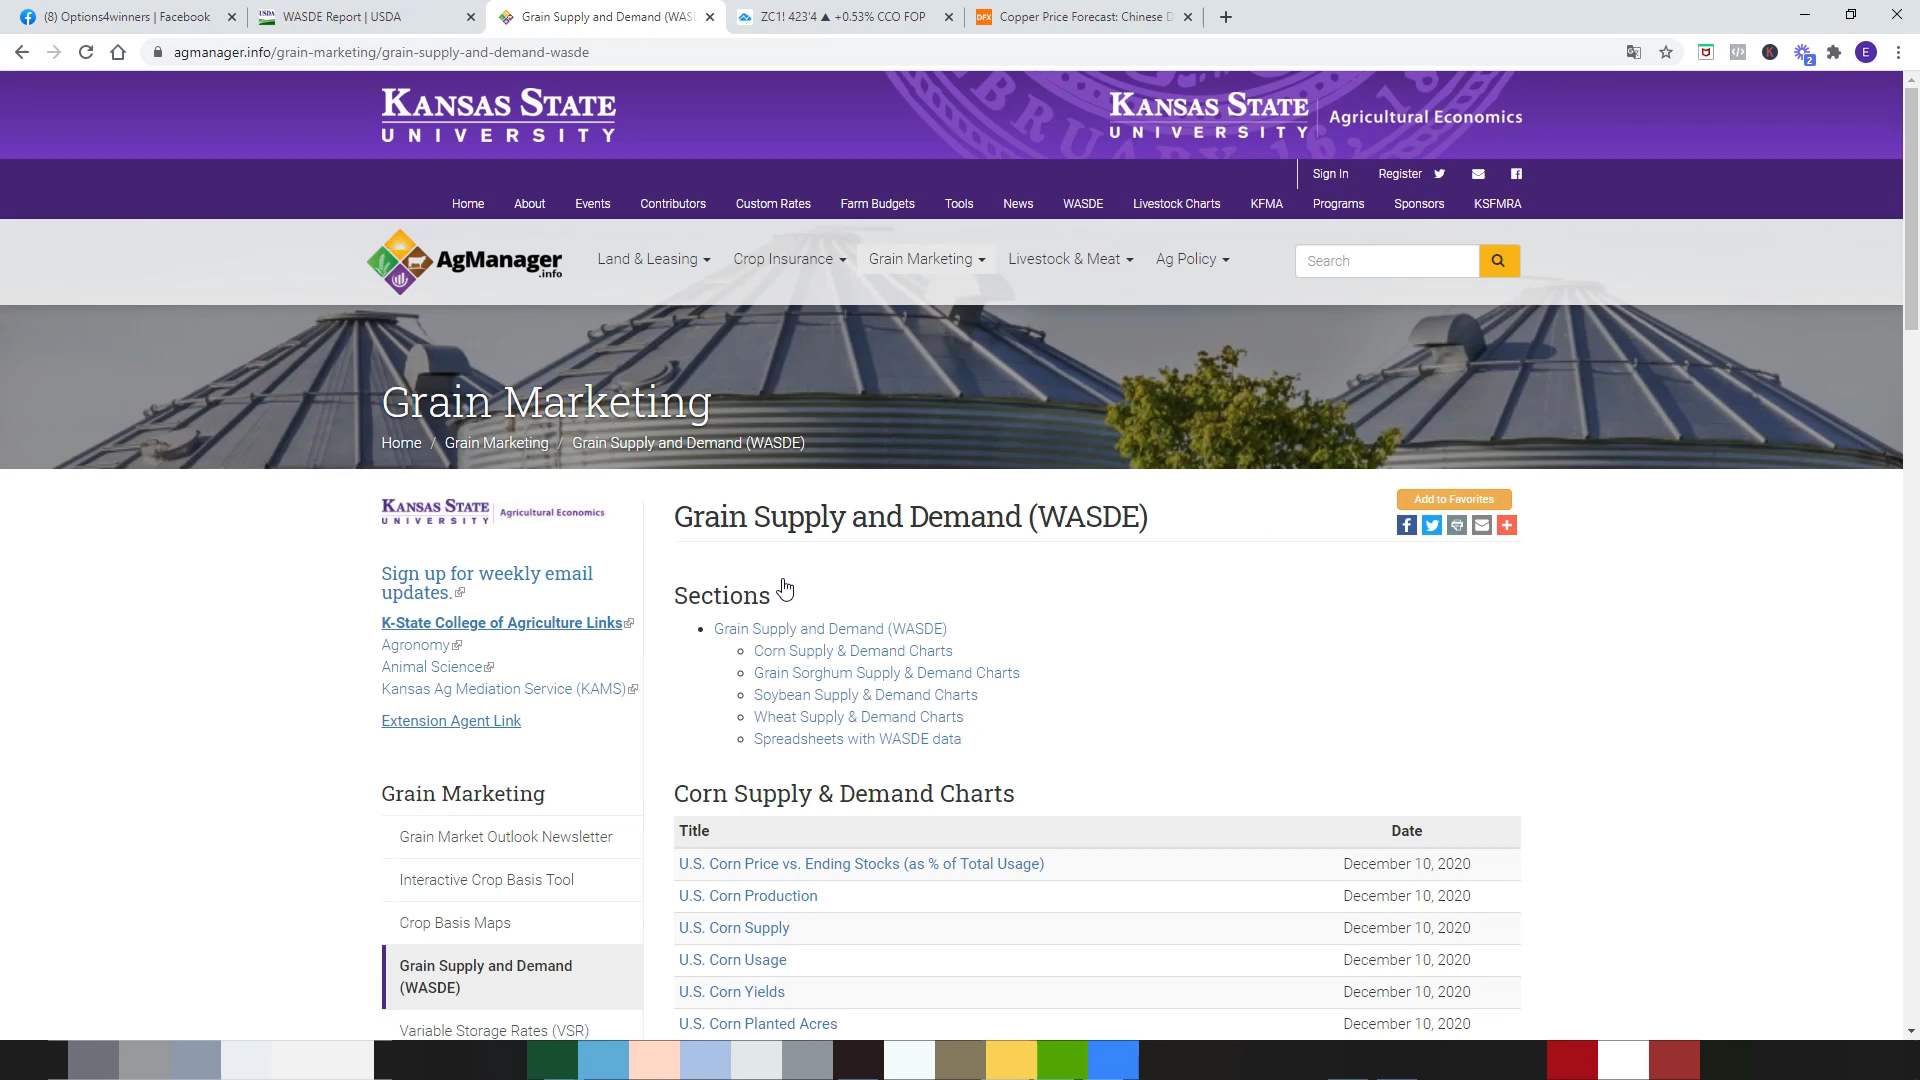 (8) Options4winners | Facebook
WASDE Report | USDA
Grain Supply and Demand (WAS
ZC1! 423'4 ▲ +0.53% CCO FOP
DFX
Copper Price Forecast: Chinese D
agmanager.info/grain-marketing/grain-supply-and-demand-wasde
2
E
KANSAS STATE
UNIVERSITY
KANSAS STATE
UNIVERSITY
Agricultural Economics
BRUARY 16, 18
Sign In
Register
Home
About
Events
Contributors
Custom Rates
Farm Budgets
Tools
News
WASDE
Livestock Charts
KFMA
Programs
Sponsors
KSFMRA
AgManager
.info
Land & Leasing
Crop Insurance
Grain Marketing
Livestock & Meat
Ag Policy
Search
Grain Marketing
Home / Grain Marketing / Grain Supply and Demand (WASDE)
KANSAS STATE
UNIVERSITY
Agricultural Economics
Sign up for weekly email
updates.
K-State College of Agriculture Links
Agronomy
Animal Science
Kansas Ag Mediation Service (KAMS)
Extension Agent Link
Grain Marketing
Grain Market Outlook Newsletter
Interactive Crop Basis Tool
Crop Basis Maps
Grain Supply and Demand
(WASDE)
Variable Storage Rates (VSR)
Grain Supply and Demand (WASDE)
Add to Favorites
Sections
Grain Supply and Demand (WASDE)
Corn Supply & Demand Charts
Grain Sorghum Supply & Demand Charts
Soybean Supply & Demand Charts
Wheat Supply & Demand Charts
Spreadsheets with WASDE data
Corn Supply & Demand Charts
Title Date
U.S. Corn Price vs. Ending Stocks (as % of Total Usage) December 10, 2020
U.S. Corn Production December 10, 2020
U.S. Corn Supply December 10, 2020
U.S. Corn Usage December 10, 2020
U.S. Corn Yields December 10, 2020
U.S. Corn Planted Acres December 10, 2020